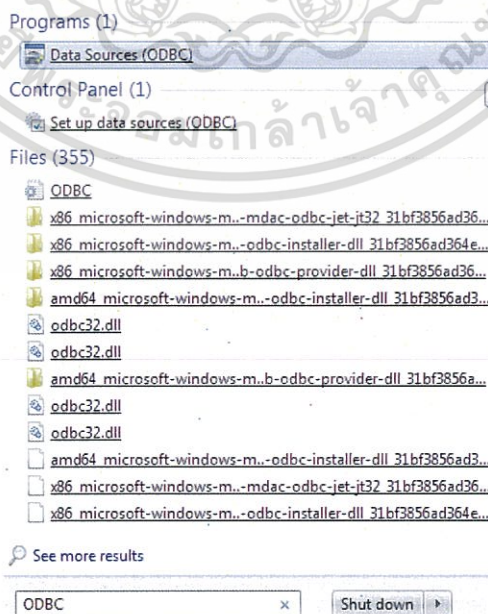 Programs (1)
Data Sources (ODBC)
Control Panel (1)
Set up data sources (ODBC)
Files (355)
ODBC
x86_microsoft-windows-m..-mdac-odbc-jet-jt32_31bf3856ad36...
x86_microsoft-windows-m..-odbc-installer-dll_31bf3856ad364e...
x86_microsoft-windows-m..b-odbc-provider-dll_31bf3856ad36...
amd64_microsoft-windows-m..-odbc-installer-dll_31bf3856ad3...
odbc32.dll
odbc32.dll
amd64_microsoft-windows-m..b-odbc-provider-dll_31bf3856a...
odbc32.dll
odbc32.dll
amd64_microsoft-windows-m..-odbc-installer-dll_31bf3856ad3...
x86_microsoft-windows-m..-mdac-odbc-jet-jt32_31bf3856ad36...
x86_microsoft-windows-m..-odbc-installer-dll_31bf3856ad364e...
See more results
ODBC
Shut down